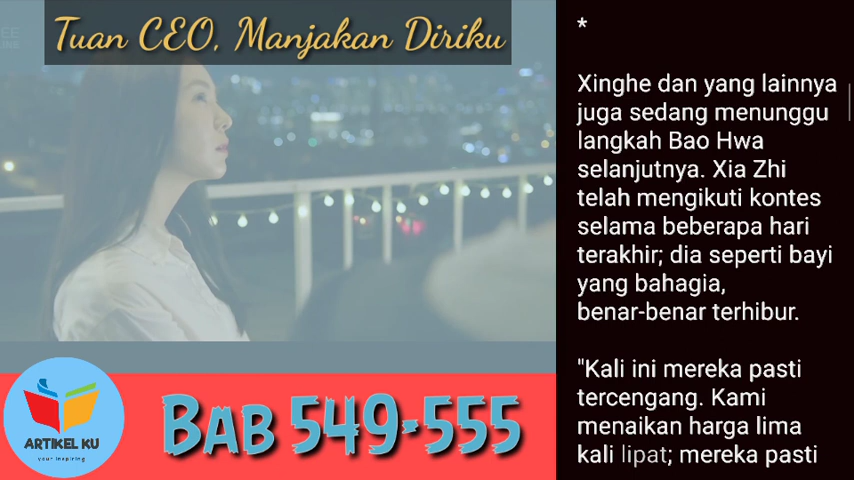 Tuan CEO, Manjakan Diriku
BAB 549-555
ARTIKEL KU
your inspiring
*
Xinghe dan yang lainnya
juga sedang menunggu
langkah Bao Hwa
selanjutnya. Xia Zhi
telah mengikuti kontes
selama beberapa hari
terakhir; dia seperti bayi
yang bahagia,
benar-benar terhibur.
"Kali ini mereka pasti
tercengang. Kami
menaikan harga lima
kali lipat; mereka pasti